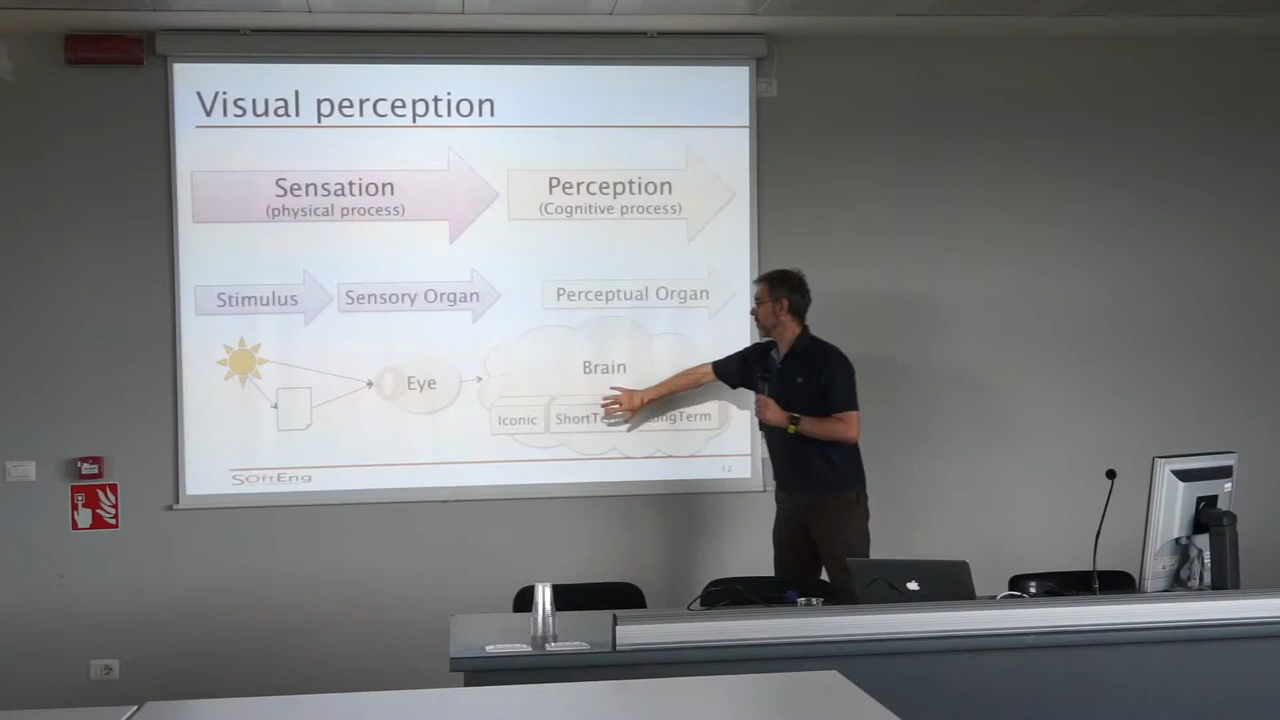 Visual perception
Sensation
(physical process)
Perception
(Cognitive process)
Stimulus
Sensory Organ
Perceptual Organ
Brain
Eye
Iconic
SOftEng
12